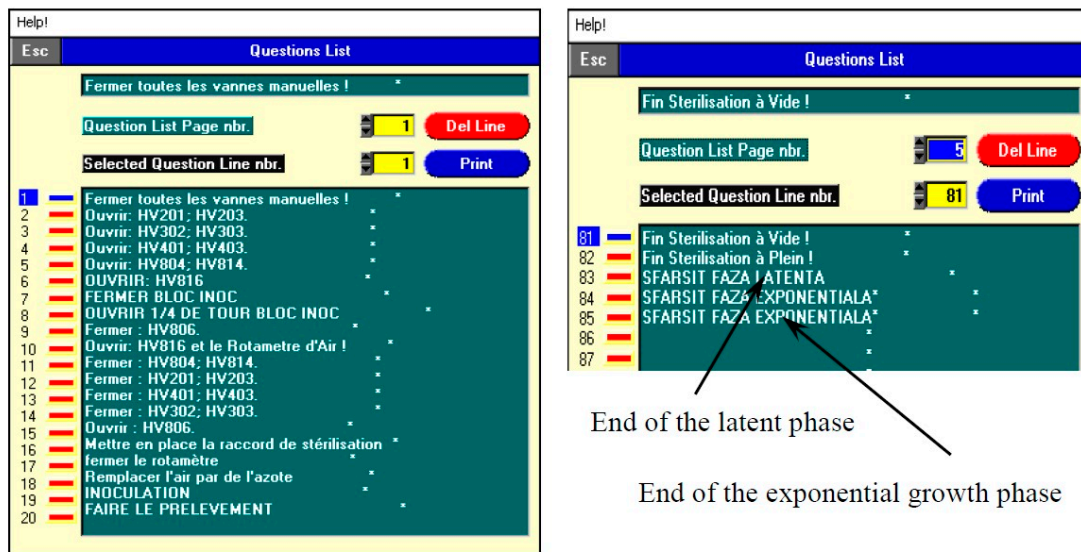 Help!
Esc Questions List
Fermer toutes les vannes manuelles ! *
Question List Page nbr. 1 Del Line
Selected Question Line nbr. 1 Print
1 Fermer toutes les vannes manuelles ! *
2 Ouvrir: HV201; HV203. *
3 Ouvrir: HV302; HV303. *
4 Ouvrir: HV401; HV403. *
5 Ouvrir: HV804; HV814. *
6 OUVRIR: HV816 *
7 FERMER BLOC INOC *
8 OUVRIR 1/4 DE TOUR BLOC INOC *
9 Fermer : HV806. *
10 Ouvrir: HV816 et le Rotametre d'Air ! *
11 Fermer : HV804; HV814. *
12 Fermer : HV201; HV203. *
13 Fermer : HV401; HV403. *
14 Fermer : HV302; HV303. *
15 Ouvrir : HV806. *
16 Mettre en place la raccord de stérilisation *
17 fermer le rotamètre *
18 Remplacer l'air par de l'azote *
19 INOCULATION *
20 FAIRE LE PRELEVEMENT *
Help!
Esc Questions List
Fin Sterilisation à Vide ! *
Question List Page nbr. 5 Del Line
Selected Question Line nbr. 81 Print
81 Fin Sterilisation à Vide ! *
82 Fin Sterilisation à Plein ! *
83 SFARSIT FAZA LATENTA *
84 SFARSIT FAZA EXPONENTIALA* *
85 SFARSIT FAZA EXPONENTIALA* *
86 *
87 *
End of the latent phase
End of the exponential growth phase